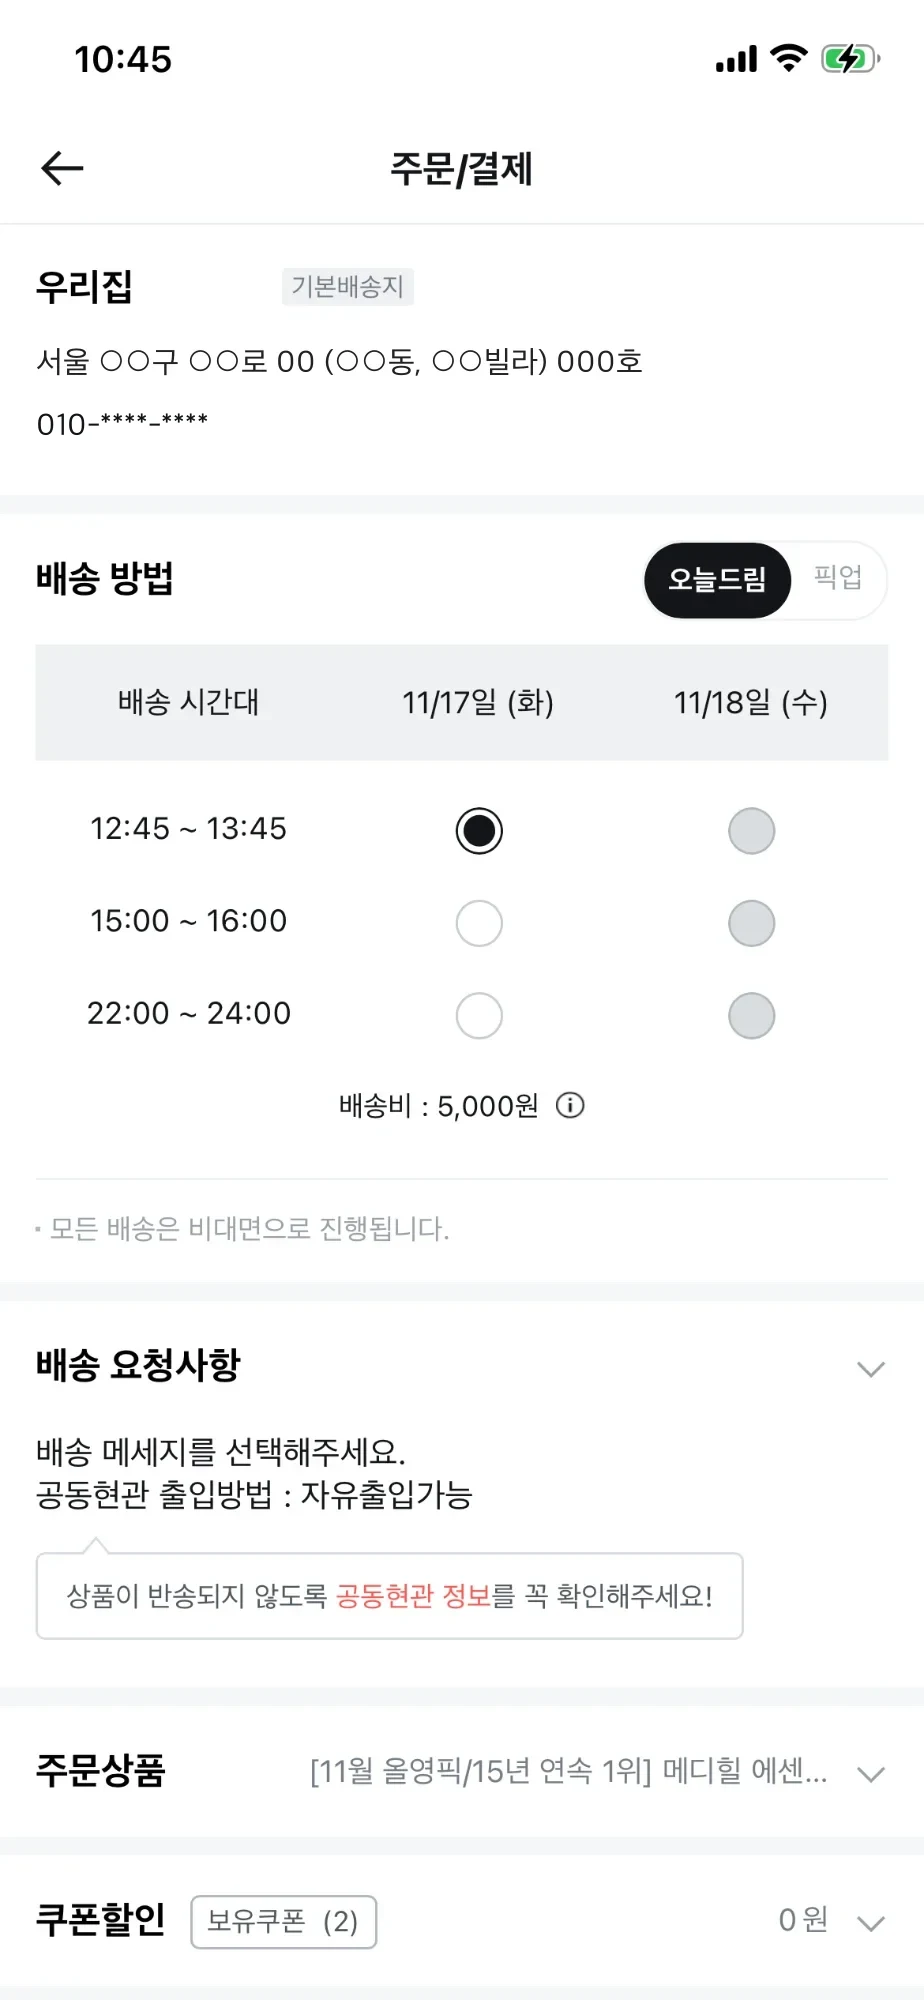 10:45
주문/결제
우리집 기본배송지
서울 ○○구 ○○로 00 (○○동, ○○빌라) 000호
010-****-****
배송 방법 오늘드림 픽업
배송 시간대 11/17일 (화) 11/18일 (수)
12:45 ~ 13:45
15:00 ~ 16:00
22:00 ~ 24:00
배송비 : 5,000원
· 모든 배송은 비대면으로 진행됩니다.
배송 요청사항
배송 메세지를 선택해주세요.
공동현관 출입방법 : 자유출입가능
상품이 반송되지 않도록 공동현관 정보를 꼭 확인해주세요!
주문상품 [11월 올영픽/15년 연속 1위] 메디힐 에센...
쿠폰할인 보유쿠폰 (2) 0원